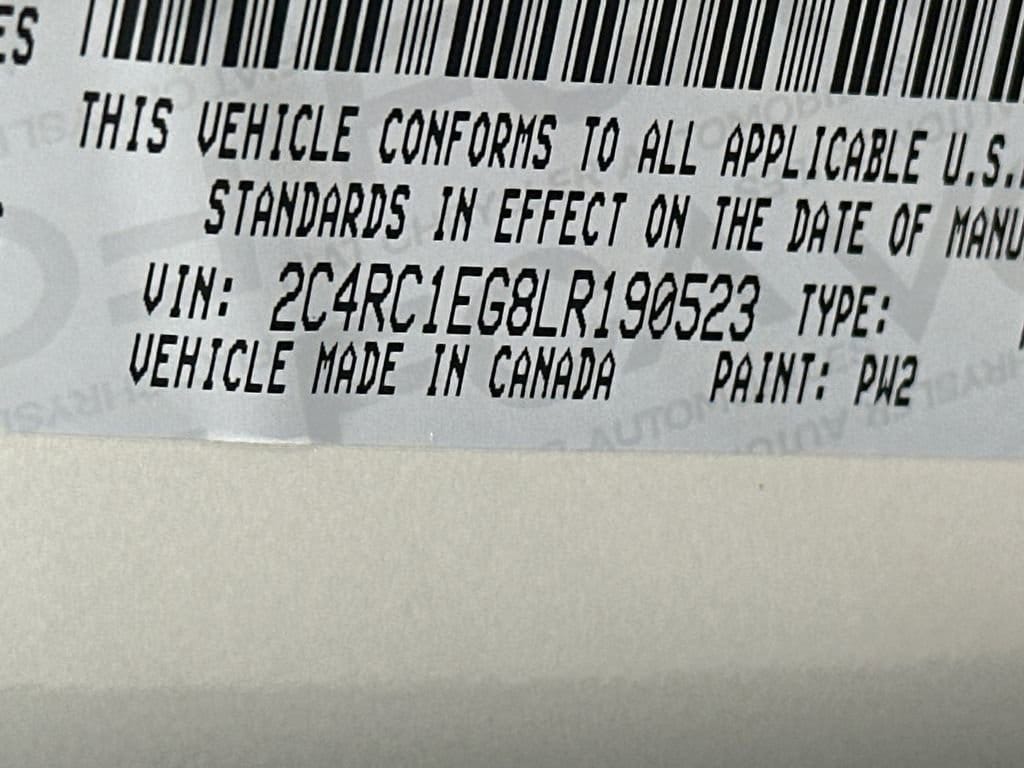 ES
THIS VEHICLE CONFORMS TO ALL APPLICABLE U.S.
STANDARDS IN EFFECT ON THE DATE OF MANU
VIN: 2C4RC1EG8LR190523 TYPE:
VEHICLE MADE IN CANADA PAINT: PW2